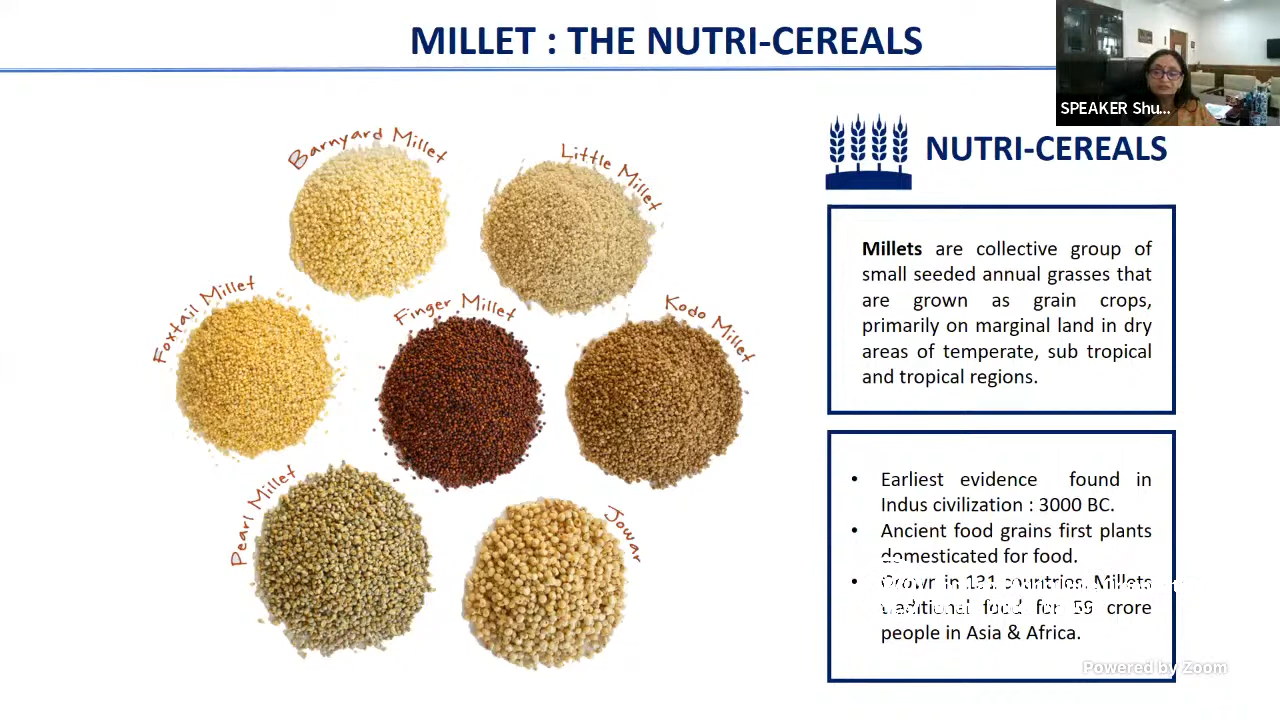 MILLET : THE NUTRI-CEREALS
SPEAKER Shu...
Barnyard Millet
Little Millet
Foxtail Millet
Finger Millet
Kodo Millet
Pearl Millet
Jowar
NUTRI-CEREALS
Millets are collective group of
small seeded annual grasses that
are grown as grain crops,
primarily on marginal land in dry
areas of temperate, sub tropical
and tropical regions.
• Earliest evidence found in
Indus civilization : 3000 BC.
• Ancient food grains first plants
domesticated for food.
• Grown in 131 countries, Millets
traditional food for 59 crore
people in Asia & Africa.
Powered by Zoom